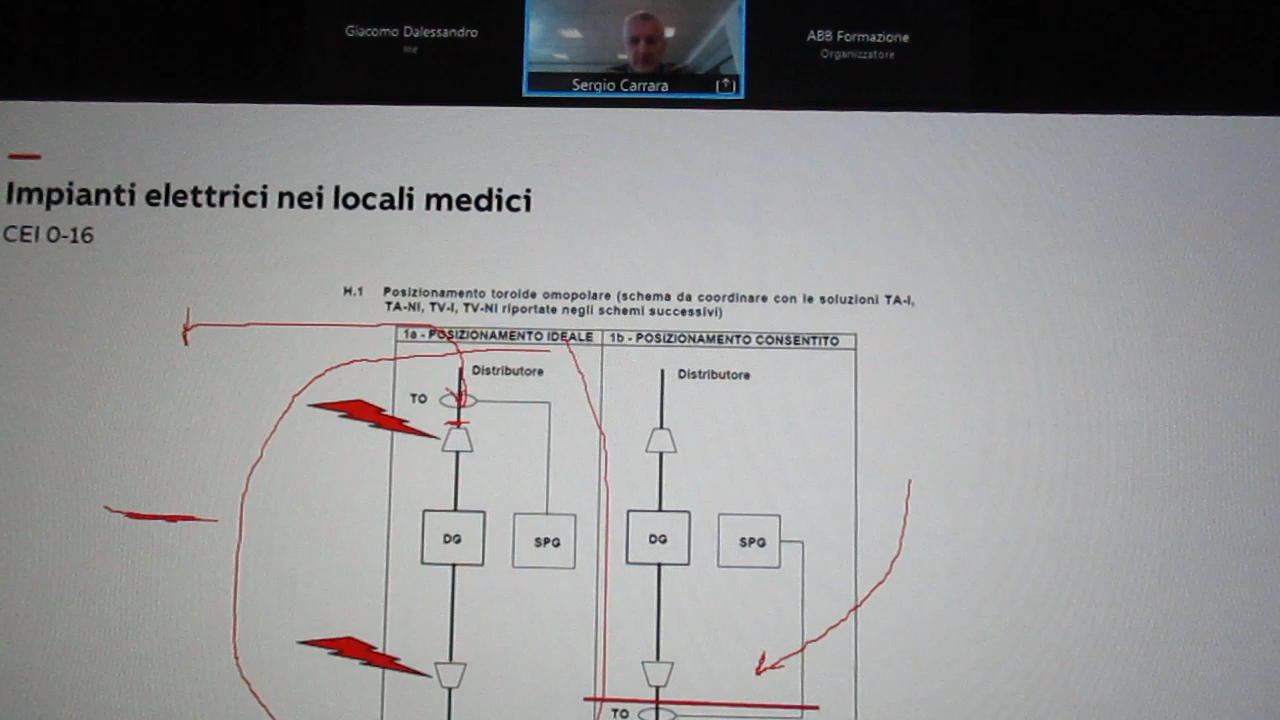 Giacomo Dalessandro
me
Sergio Carrara
ABB Formazione
Organizzatore
Impianti elettrici nei locali medici
CEI 0-16
H.1 Posizionamento toroide omopolare (schema da coordinare con le soluzioni TA-I,
TA-NI, TV-I, TV-NI riportate negli schemi successivi)
1a - POSIZIONAMENTO IDEALE
1b - POSIZIONAMENTO CONSENTITO
Distributore
Distributore
TO
DG
SPG
DG
SPG
TO